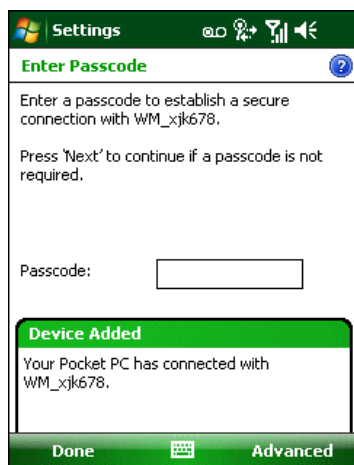 Settings
Enter Passcode
?
Enter a passcode to establish a secure
connection with WM_xjk678.
Press 'Next' to continue if a passcode is not
required.
Passcode:
Device Added
Your Pocket PC has connected with
WM_xjk678.
Done
Advanced